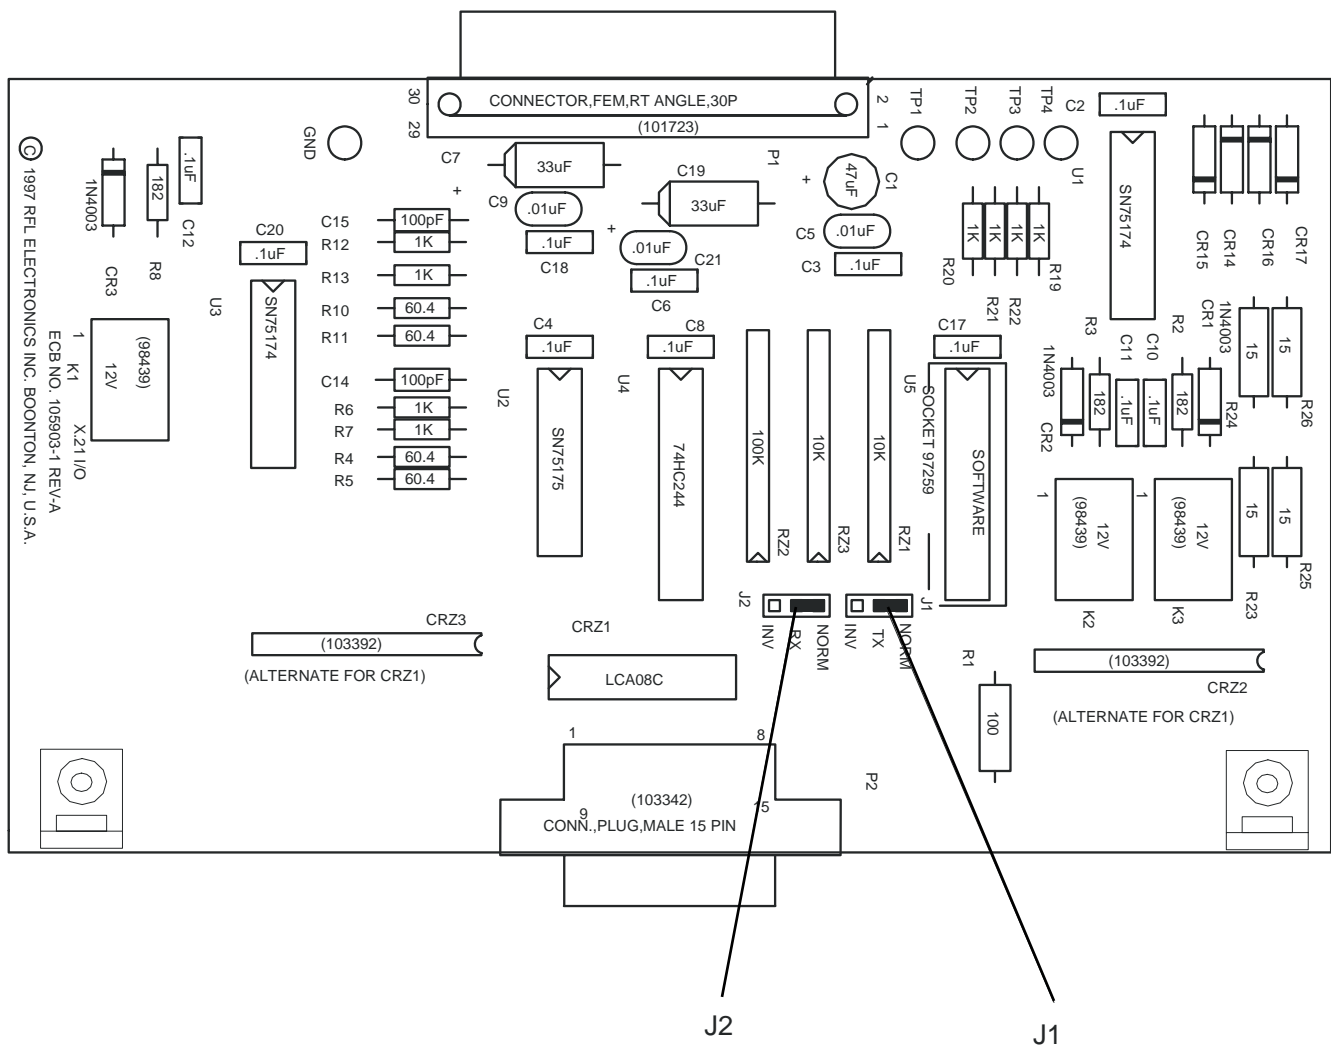 CONNECTOR,FEM,RT ANGLE,30P
(101723)
30
29
2
1
P1
TP1
TP2
TP3
TP4
C2
.1uF
U1
SN75174
GND
C 1997 RFL ELECTRONICS INC. BOONTON, NJ, U.S.A.
ECB NO. 105903-1 REV-A
X.21 I/O
1N4003
CR3
182
R8
.1uF
C12
1
K1
(98439)
12V
C20
.1uF
U3
SN75174
C15
100pF
R12
1K
R13
1K
R10
60.4
R11
60.4
C14
100pF
R6
1K
R7
1K
R4
60.4
R5
60.4
C7
33uF
+
C9
.01uF
.1uF
C18
C19
33uF
+
.01uF
C21
.1uF
C6
+
47uF
C1
C5
.01uF
C3
.1uF
R20
1K
1K
1K
1K
R19
R21
R22
CR15
CR14
CR16
CR17
C4
.1uF
U2
SN75175
C8
.1uF
U4
74HC244
100K
RZ2
10K
RZ3
10K
RZ1
C17
.1uF
U5
SOCKET 97259
SOFTWARE
1N4003
CR2
R3
182
C11
.1uF
C10
.1uF
R2
182
CR1
1N4003
R24
15
15
R26
1
(98439)
12V
K2
1
(98439)
12V
K3
15
15
R23
R25
J2
INV
RX
NORM
J1
INV
TX
NORM
CRZ3
(103392)
(ALTERNATE FOR CRZ1)
CRZ1
LCA08C
R1
100
(103392)
CRZ2
(ALTERNATE FOR CRZ1)
1
8
P2
(103342)
9
15
CONN.,PLUG,MALE 15 PIN
J2
J1